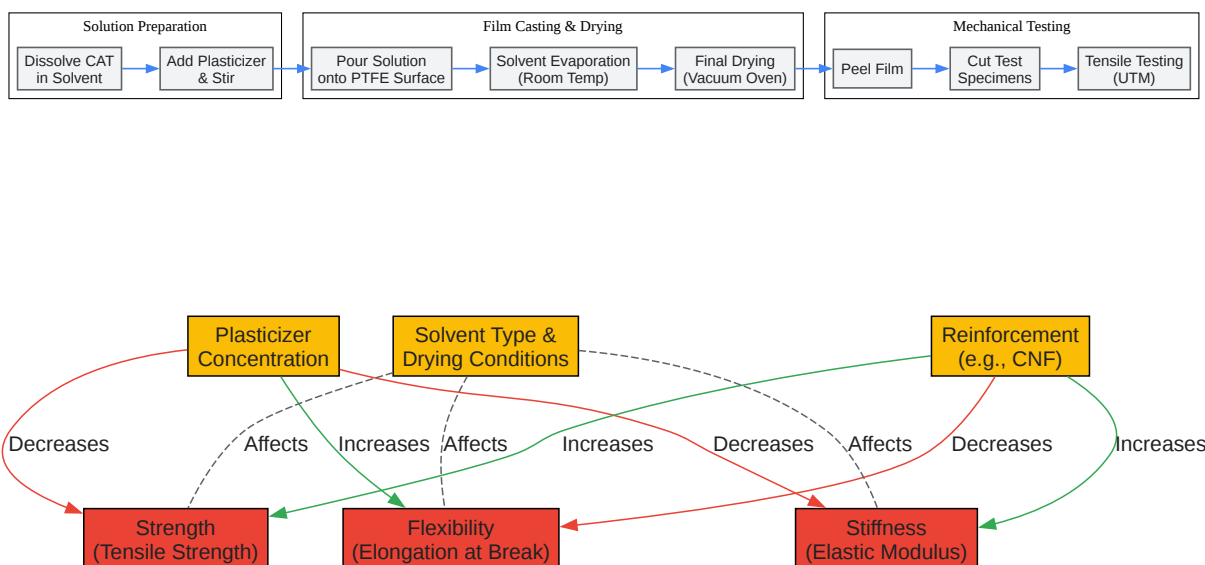 Solution Preparation
Dissolve CAT
in Solvent
Add Plasticizer
& Stir
Film Casting & Drying
Pour Solution
onto PTFE Surface
Solvent Evaporation
(Room Temp)
Final Drying
(Vacuum Oven)
Mechanical Testing
Peel Film
Cut Test
Specimens
Tensile Testing
(UTM)
Plasticizer
Concentration
Solvent Type &
Drying Conditions
Reinforcement
(e.g., CNF)
Decreases
Affects
Increases
Affects
Increases
Decreases
Affects
Decreases
Increases
Strength
(Tensile Strength)
Flexibility
(Elongation at Break)
Stiffness
(Elastic Modulus)